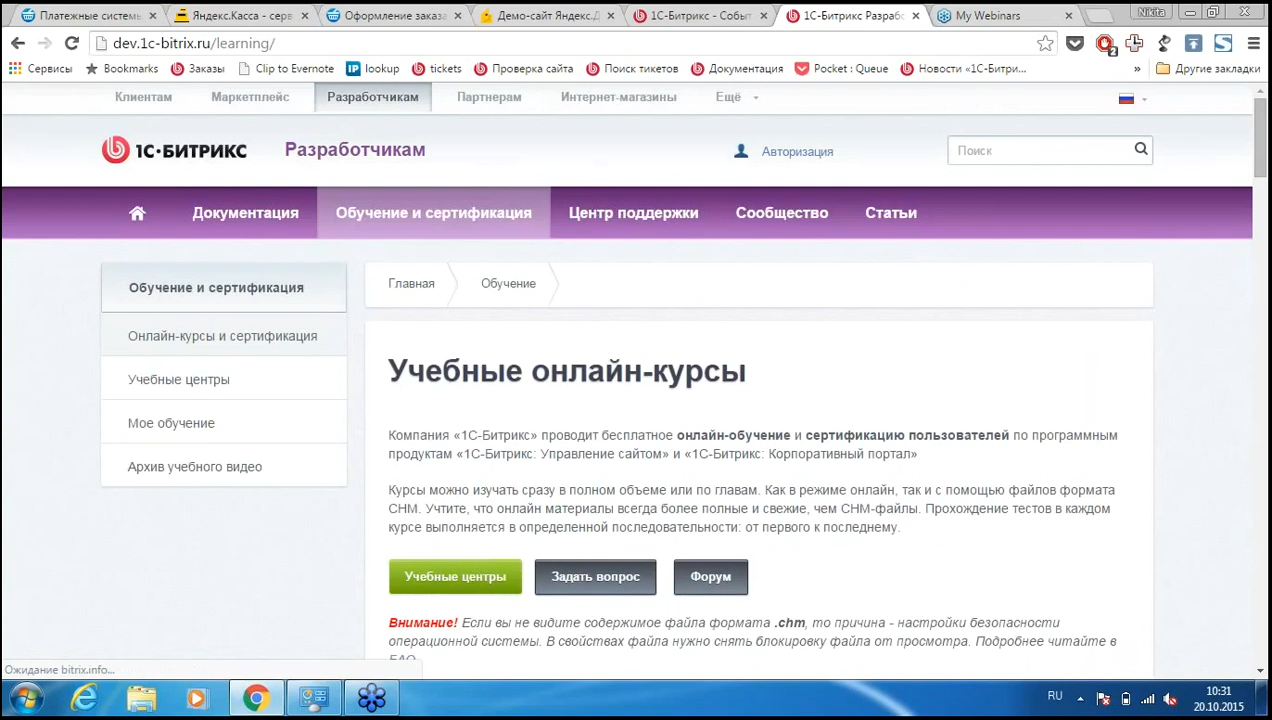 Платежные системы
Яндекс.Касса - серв
Оформление заказа
Демо-сайт Яндекс.Д
1С-Битрикс - Событ
1С-Битрикс Разрабо
My Webinars
Nikita
dev.1c-bitrix.ru/learning/
2
Сервисы
Bookmarks
Заказы
Clip to Evernote
IP lookup
tickets
Проверка сайта
Поиск тикетов
Документация
Pocket : Queue
Новости «1С-Битри...
»
Другие закладки
Клиентам
Маркетплейс
Разработчикам
Партнерам
Интернет-магазины
Ещё
1С·БИТРИКС
Разработчикам
Авторизация
Поиск
Документация
Обучение и сертификация
Центр поддержки
Сообщество
Статьи
Обучение и сертификация
Онлайн-курсы и сертификация
Учебные центры
Мое обучение
Архив учебного видео
Главная
Обучение
Учебные онлайн-курсы
Компания «1С-Битрикс» проводит бесплатное онлайн-обучение и сертификацию пользователей по программным
продуктам «1С-Битрикс: Управление сайтом» и «1С-Битрикс: Корпоративный портал»
Курсы можно изучать сразу в полном объеме или по главам. Как в режиме онлайн, так и с помощью файлов формата
CHM. Учтите, что онлайн материалы всегда более полные и свежие, чем CHM-файлы. Прохождение тестов в каждом
курсе выполняется в определенной последовательности: от первого к последнему.
Учебные центры
Задать вопрос
Форум
Внимание! Если вы не видите содержимое файла формата .chm, то причина - настройки безопасности
операционной системы. В свойствах файла нужно снять блокировку файла от просмотра. Подробнее читайте в
FAQ
Ожидание bitrix.info...
RU
10:31
20.10.2015